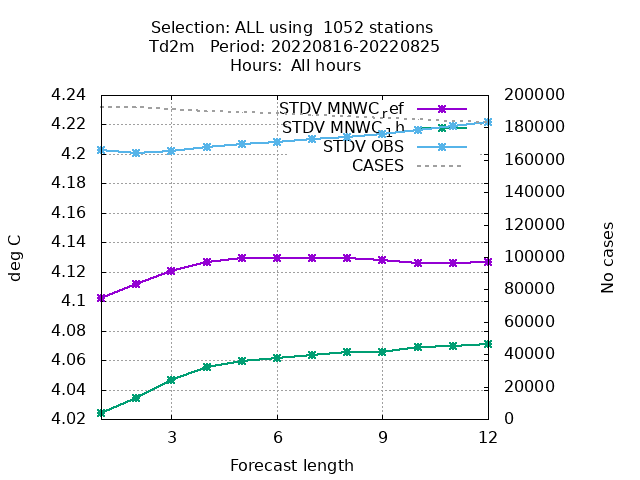 Selection: ALL using  1052 stations
Td2m   Period: 20220816-20220825
Hours:  All hours
4.24
4.22
4.2
4.18
4.16
4.14
4.12
4.1
4.08
4.06
4.04
4.02
deg C
STDV MNWC_ref
STDV MNWC_1h
STDV OBS
CASES
200000
180000
160000
140000
120000
100000
80000
60000
40000
20000
0
No cases
3 6 9 12
Forecast length